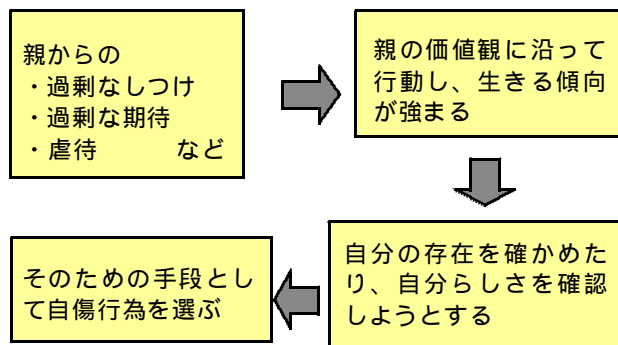 親からの
・過剰なしつけ
・過剰な期待
・虐待　　　など
親の価値観に沿って
行動し、生きる傾向
が強まる
自分の存在を確かめた
り、自分らしさを確認
しようとする
そのための手段とし
て自傷行為を選ぶ